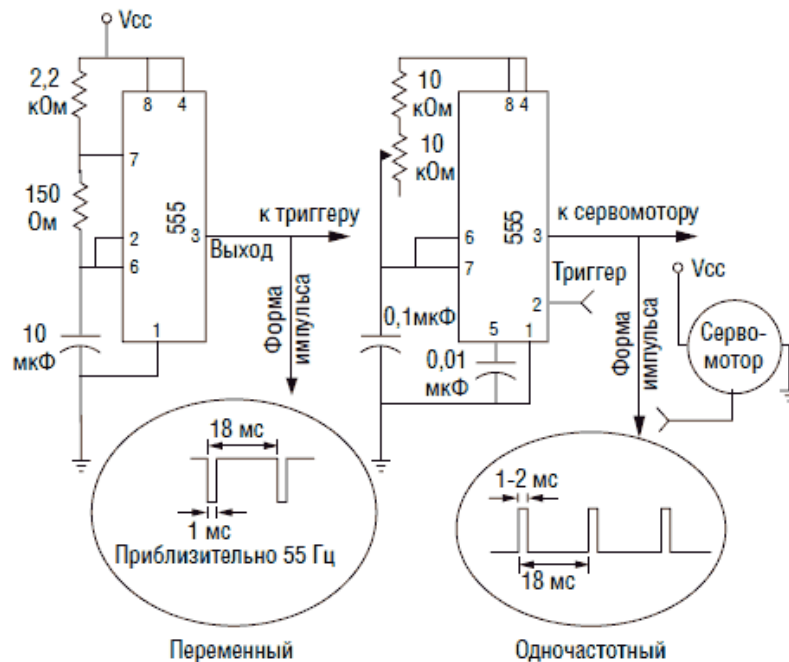 Vcc
2,2
кОм
8
4
7
150
Ом
2
6
555
3
Выход
к триггеру
1
10
мкФ
Форма
импульса
18 мс
1 мс
Приблизительно 55 Гц
Переменный
10
кОм
10
кОм
8
4
6
7
555
3
к сервомотору
Триггер
2
5
1
0,1мкФ
0,01
мкФ
Форма
импульса
Vcc
Серво-
мотор
1-2 мс
18 мс
Одночастотный